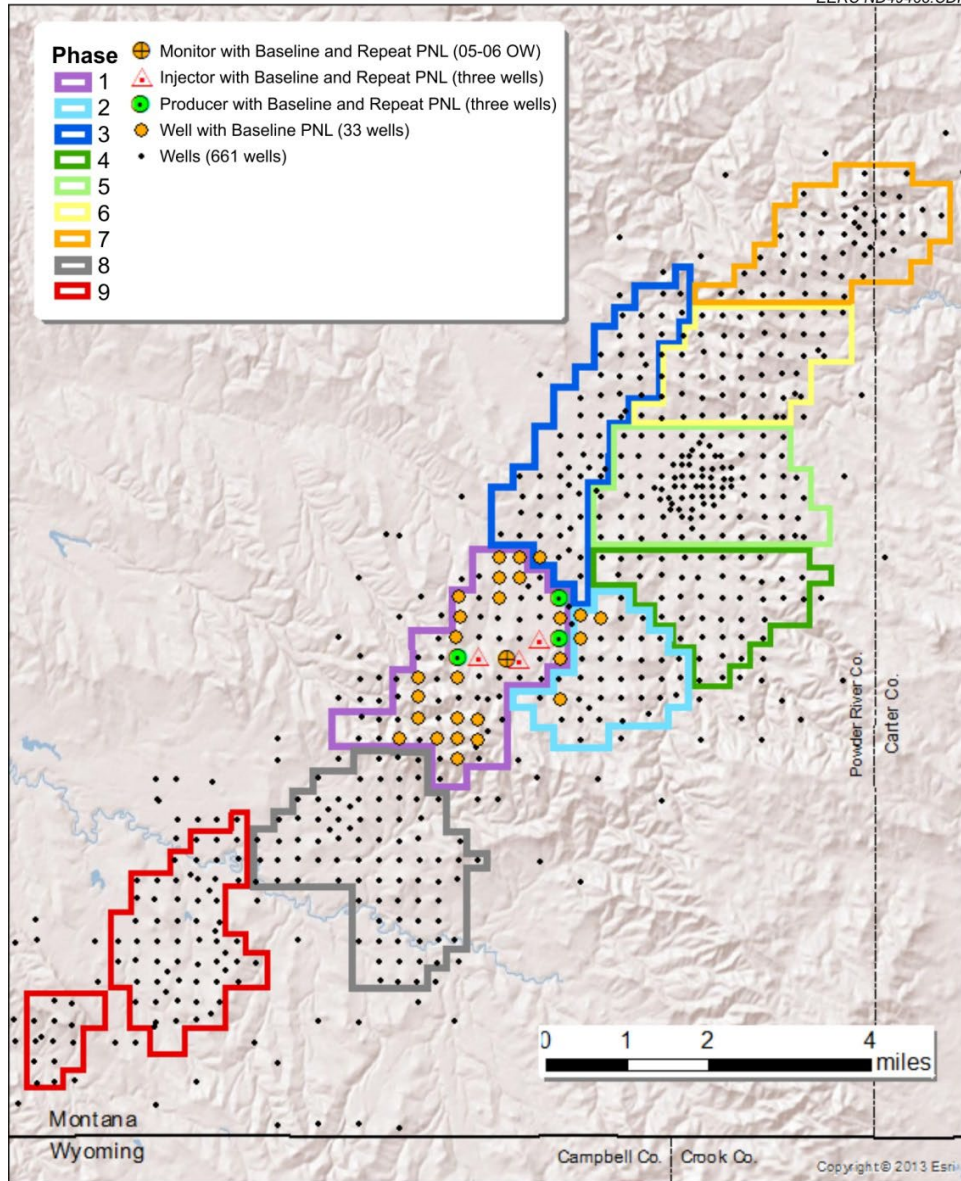 Phase
1
2
3
4
5
6
7
8
9
Monitor with Baseline and Repeat PNL (05-06 OW)
Injector with Baseline and Repeat PNL (three wells)
Producer with Baseline and Repeat PNL (three wells)
Well with Baseline PNL (33 wells)
Wells (661 wells)
Powder River Co.
Carter Co.
0 1 2 4
miles
Montana
Wyoming
Campbell Co.
Crook Co.
Copyright © 2013 Esri